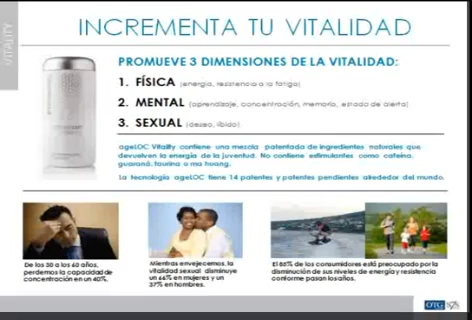 VITALITY
INCREMENTA TU VITALIDAD
PROMUEVE 3 DIMENSIONES DE LA VITALIDAD:
1. FÍSICA (energía, resistencia a la fatiga)
2. MENTAL (aprendizaje, concentración, memoria, estado de alerta)
3. SEXUAL (deseo, libido)
ageLOC Vitality contiene una mezcla patentada de ingredientes naturales que
devuelven la energía de la juventud. No contiene estimulantes como cafeína,
guaraná, taurina o ma huang.
La tecnología ageLOC tiene 14 patentes y patentes pendientes alrededor del mundo.
De los 30 a los 60 años,
perdemos la capacidad de
concentración en un 40%.
Mientras envejecemos, la
vitalidad sexual disminuye
un 64% en mujeres y un
37% en hombres.
El 85% de los consumidores está preocupado por la
disminución de sus niveles de energía y resistencia
conforme pasan los años.
OTG